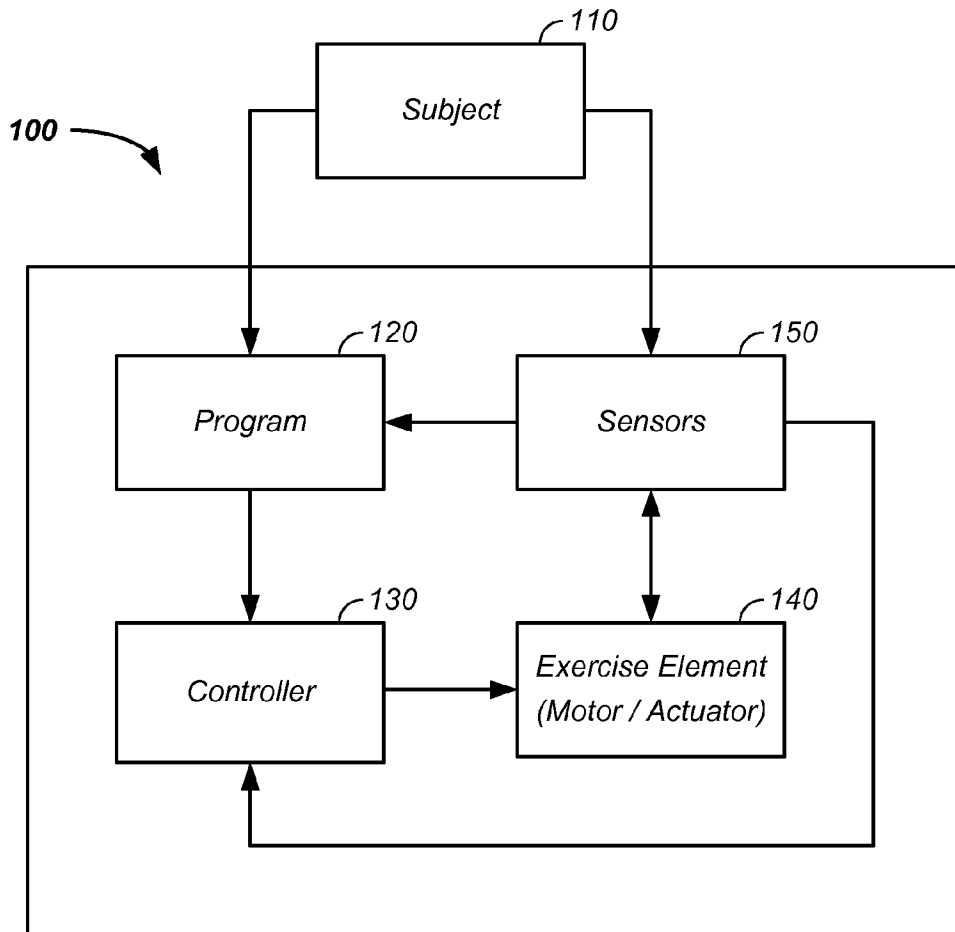 110
Subject
100
120
Program
150
Sensors
130
Controller
140
Exercise Element
(Motor / Actuator)